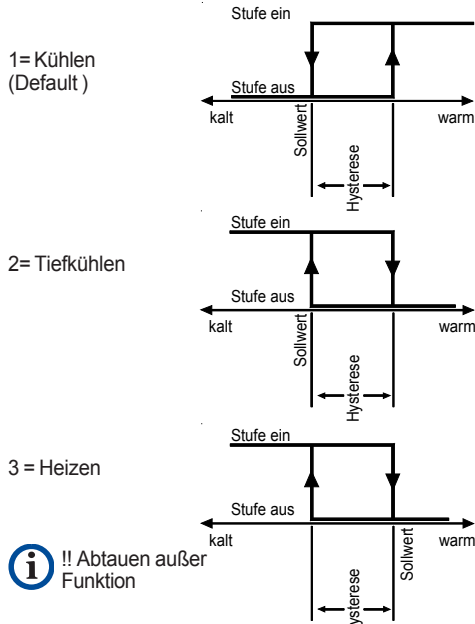 Stufe ein
1= Kühlen
(Default )
Stufe aus
kalt
warm
Sollwert
Hysterese
Stufe ein
2= Tiefkühlen
Stufe aus
kalt
warm
Sollwert
Hysterese
Stufe ein
3 = Heizen
Stufe aus
kalt
warm
Sollwert
i
!! Abtauen außer
Funktion
Hysterese